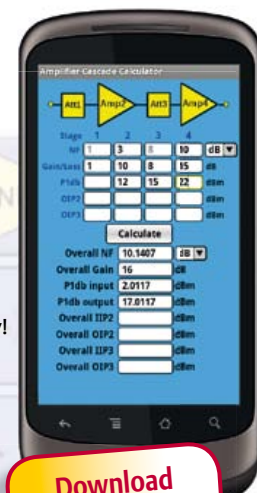 Amplifier Cascade Calculator
Att1 Amp2 Att3 Amp4
Stage 1 2 3 4
NF 1 3 8 10 dB
Gain/Loss 1 10 8 15 dB
P1db 12 15 22 dBm
OIP2 dBm
OIP3 dBm
Calculate
Overall NF 10.1407 dB
Overall Gain 16 dB
P1db input 2.0117 dBm
P1db output 17.0117 dBm
Overall IIP2 dBm
Overall OIP2 dBm
Overall IIP3 dBm
Overall OIP3 dBm
Download